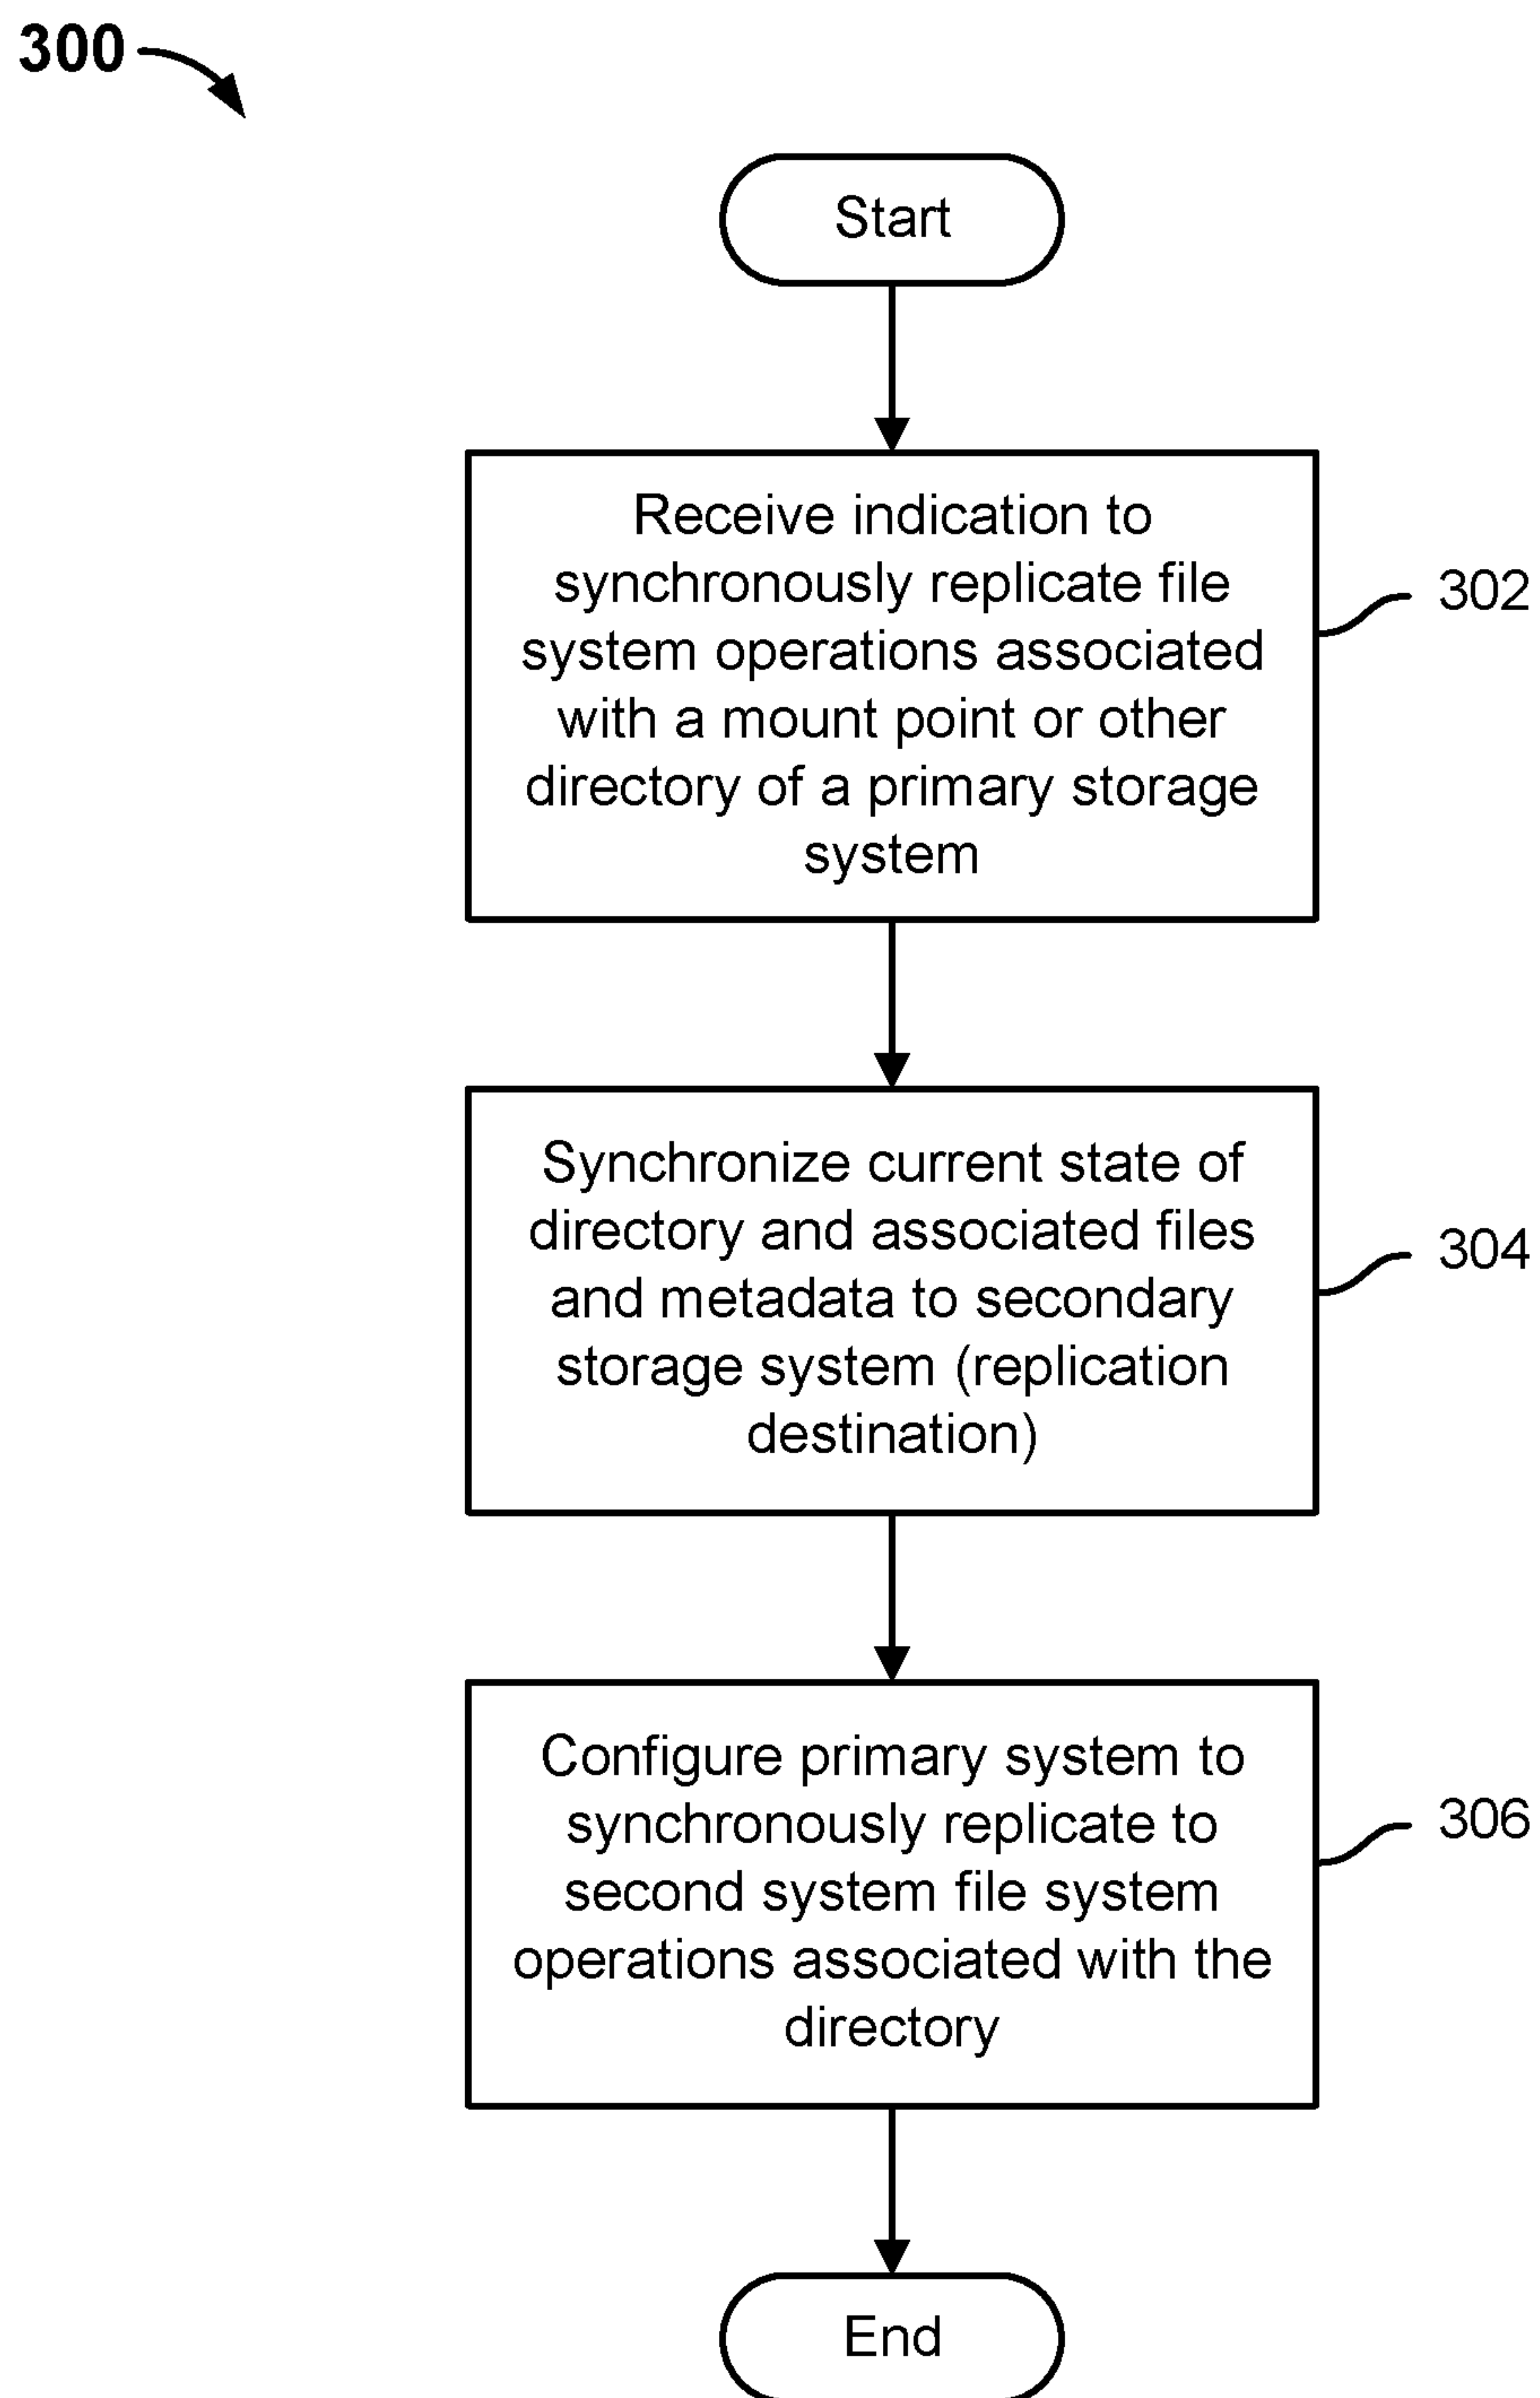 300
Start
Receive indication to
synchronously replicate file
system operations associated
with a mount point or other
directory of a primary storage
system
302
Synchronize current state of
directory and associated files
and metadata to secondary
storage system (replication
destination)
304
Configure primary system to
synchronously replicate to
second system file system
operations associated with the
directory
306
End